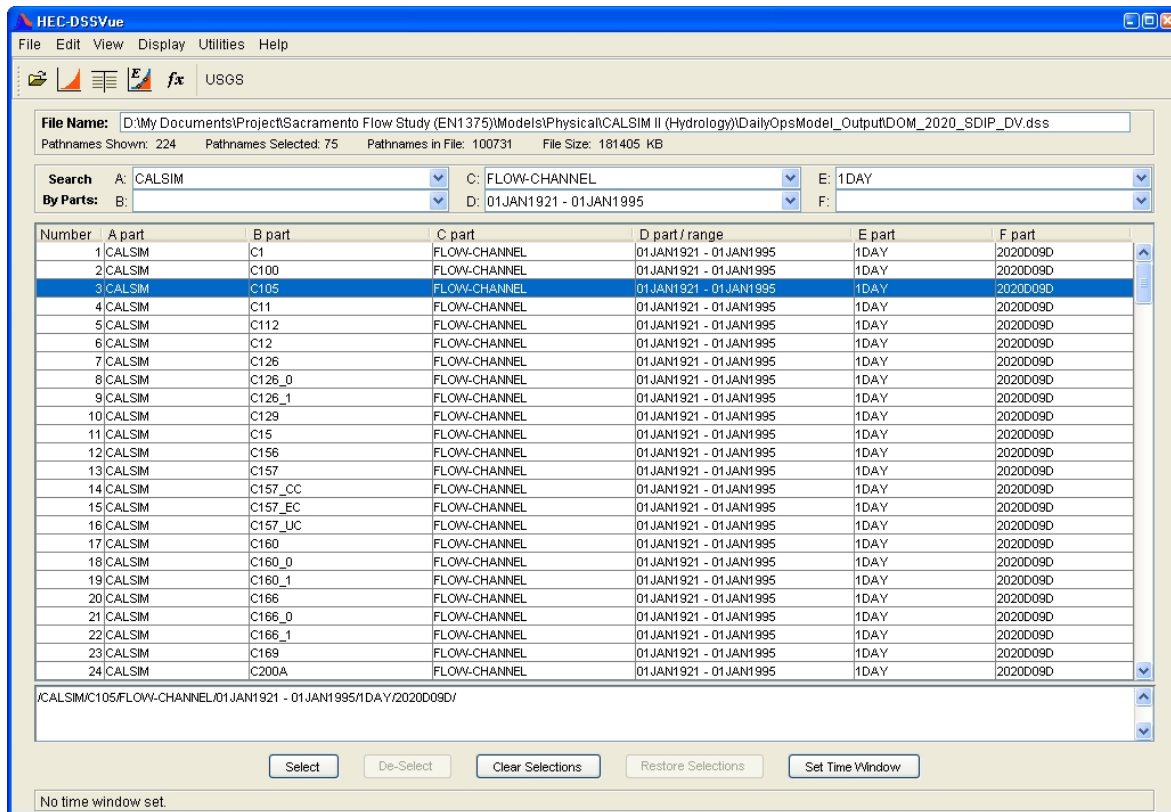 HEC-DSSVue
File Edit View Display Utilities Help
USGS
File Name: D:\My Documents\Project\Sacramento Flow Study (EN1375)\Models\Physical\CALSIM II (Hydrology)\DailyOpsModel_Output\DOM_2020_SDIP_DV.dss
Pathnames Shown: 224 Pathnames Selected: 75 Pathnames in File: 100731 File Size: 181405 KB
Search A: CALSIM C: FLOW-CHANNEL E: 1DAY
By Parts: B: D: 01JAN1921 - 01JAN1995 F:
Number A part B part C part D part / range E part F part
1 CALSIM C1 FLOW-CHANNEL 01JAN1921 - 01JAN1995 1DAY 2020D09D
2 CALSIM C100 FLOW-CHANNEL 01JAN1921 - 01JAN1995 1DAY 2020D09D
3 CALSIM C105 FLOW-CHANNEL 01JAN1921 - 01JAN1995 1DAY 2020D09D
4 CALSIM C11 FLOW-CHANNEL 01JAN1921 - 01JAN1995 1DAY 2020D09D
5 CALSIM C112 FLOW-CHANNEL 01JAN1921 - 01JAN1995 1DAY 2020D09D
6 CALSIM C12 FLOW-CHANNEL 01JAN1921 - 01JAN1995 1DAY 2020D09D
7 CALSIM C126 FLOW-CHANNEL 01JAN1921 - 01JAN1995 1DAY 2020D09D
8 CALSIM C126_0 FLOW-CHANNEL 01JAN1921 - 01JAN1995 1DAY 2020D09D
9 CALSIM C126_1 FLOW-CHANNEL 01JAN1921 - 01JAN1995 1DAY 2020D09D
10 CALSIM C129 FLOW-CHANNEL 01JAN1921 - 01JAN1995 1DAY 2020D09D
11 CALSIM C15 FLOW-CHANNEL 01JAN1921 - 01JAN1995 1DAY 2020D09D
12 CALSIM C156 FLOW-CHANNEL 01JAN1921 - 01JAN1995 1DAY 2020D09D
13 CALSIM C157 FLOW-CHANNEL 01JAN1921 - 01JAN1995 1DAY 2020D09D
14 CALSIM C157_CC FLOW-CHANNEL 01JAN1921 - 01JAN1995 1DAY 2020D09D
15 CALSIM C157_EC FLOW-CHANNEL 01JAN1921 - 01JAN1995 1DAY 2020D09D
16 CALSIM C157_UC FLOW-CHANNEL 01JAN1921 - 01JAN1995 1DAY 2020D09D
17 CALSIM C160 FLOW-CHANNEL 01JAN1921 - 01JAN1995 1DAY 2020D09D
18 CALSIM C160_0 FLOW-CHANNEL 01JAN1921 - 01JAN1995 1DAY 2020D09D
19 CALSIM C160_1 FLOW-CHANNEL 01JAN1921 - 01JAN1995 1DAY 2020D09D
20 CALSIM C166 FLOW-CHANNEL 01JAN1921 - 01JAN1995 1DAY 2020D09D
21 CALSIM C166_0 FLOW-CHANNEL 01JAN1921 - 01JAN1995 1DAY 2020D09D
22 CALSIM C166_1 FLOW-CHANNEL 01JAN1921 - 01JAN1995 1DAY 2020D09D
23 CALSIM C169 FLOW-CHANNEL 01JAN1921 - 01JAN1995 1DAY 2020D09D
24 CALSIM C200A FLOW-CHANNEL 01JAN1921 - 01JAN1995 1DAY 2020D09D
/CALSIM/C105/FLOW-CHANNEL/01JAN1921 - 01JAN1995/1DAY/2020D09D/
Select De-Select Clear Selections Restore Selections Set Time Window
No time window set.